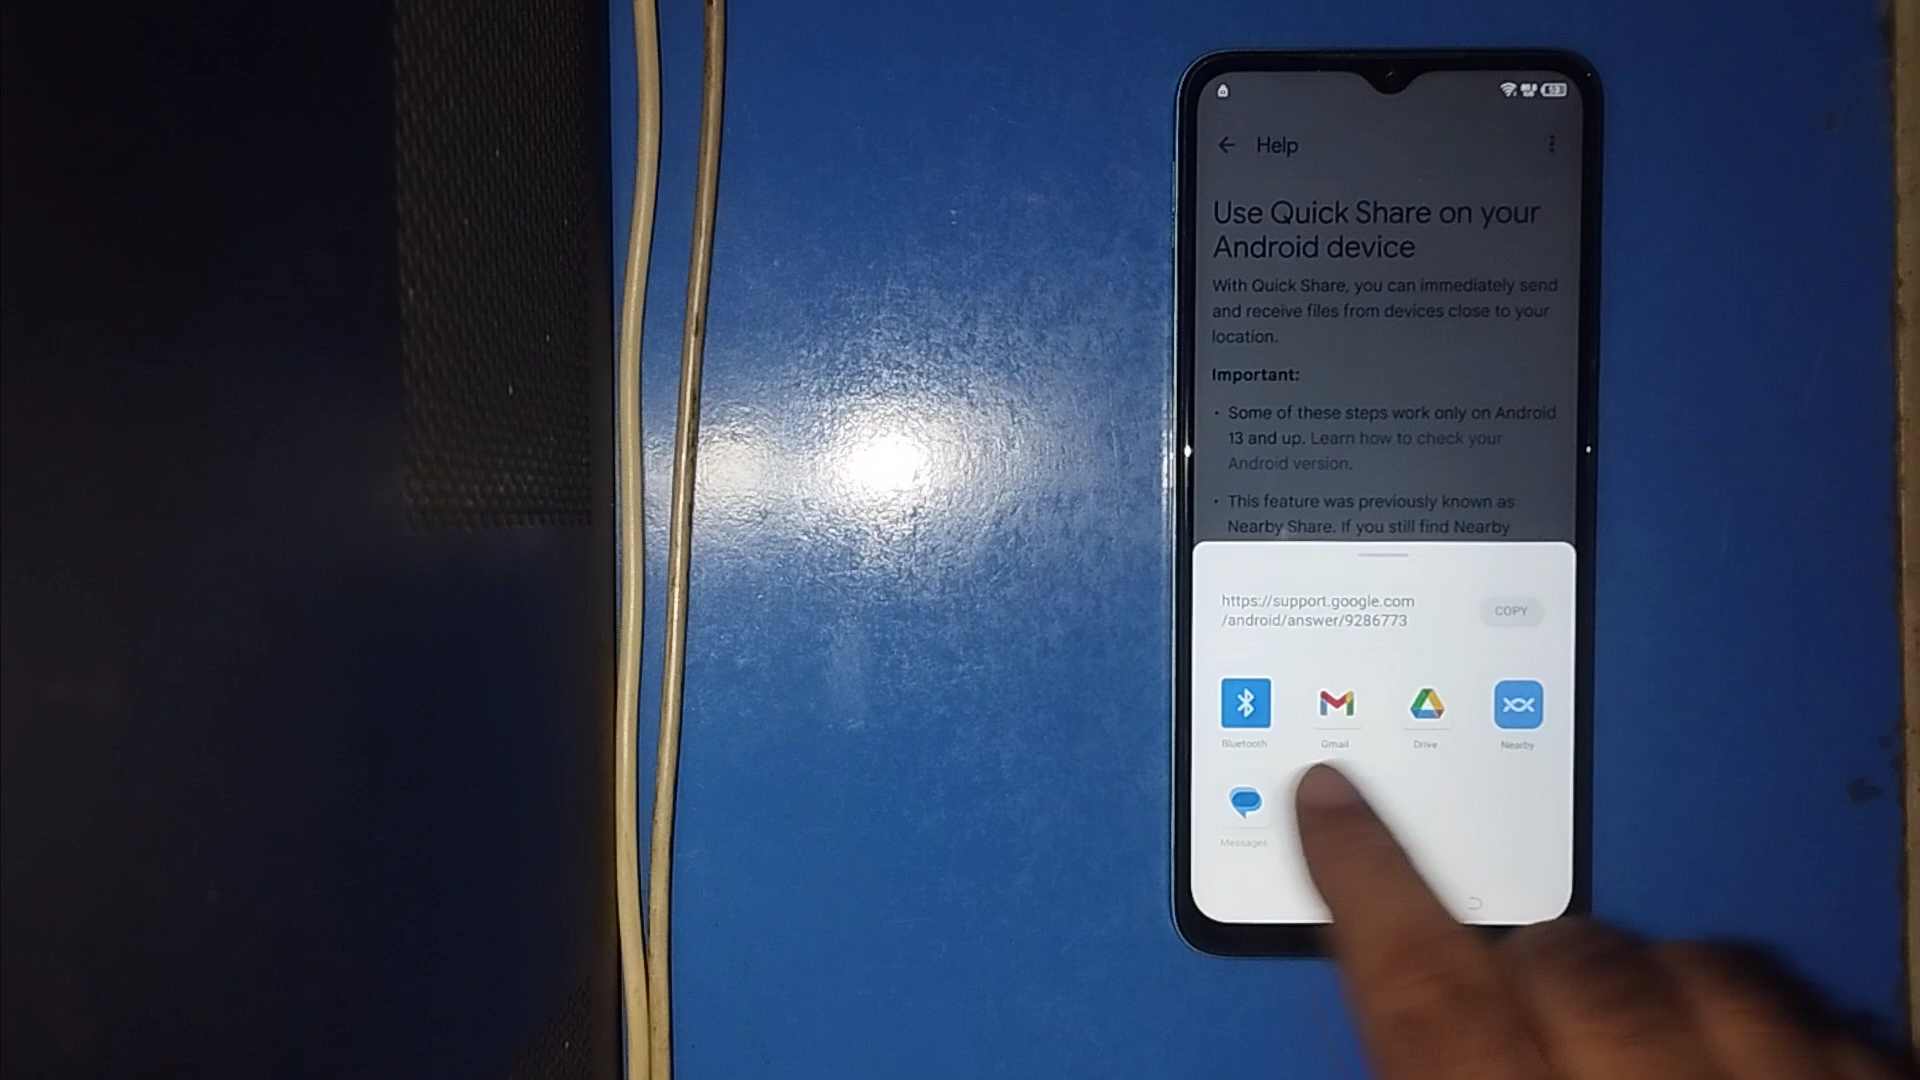 53
Help
Use Quick Share on your
Android device
With Quick Share, you can immediately send
and receive files from devices close to your
location.
Important:
• Some of these steps work only on Android
13 and up. Learn how to check your
Android version.
• This feature was previously known as
Nearby Share. If you still find Nearby
https://support.google.com
/android/answer/9286773
COPY
Bluetooth
Gmail
Drive
Nearby
Messages